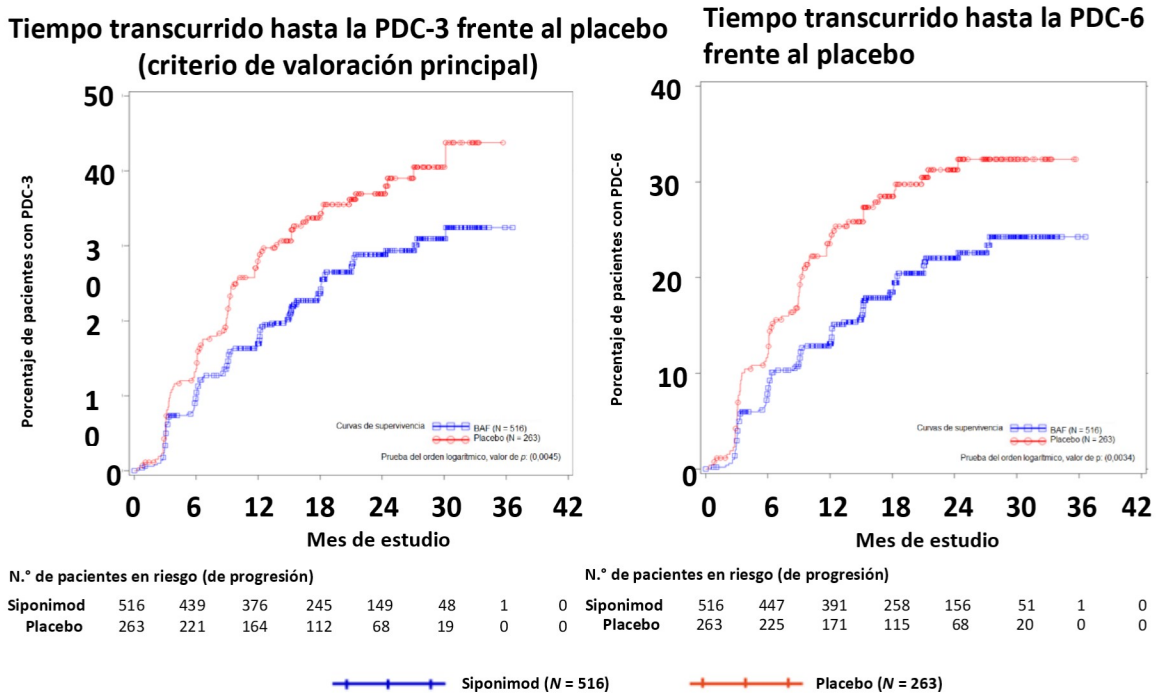 Tiempo transcurrido hasta la PDC-3 frente al placebo
(criterio de valoración principal)
Porcentaje de pacientes con PDC-3
50
40
3
0
2
1
0
0
Curvas de supervivencia
BAF (N = 516)
Placebo (N = 263)
Prueba del orden logarítmico, valor de p: (0,0045)
0 6 12 18 24 30 36 42
Mes de estudio
N.° de pacientes en riesgo (de progresión)
Siponimod 516 439 376 245 149 48 1 0
Placebo 263 221 164 112 68 19 0 0
Tiempo transcurrido hasta la PDC-6
frente al placebo
Porcentaje de pacientes con PDC-6
40
30
20
10
0
Curvas de supervivencia
BAF (N = 516)
Placebo (N = 263)
Prueba del orden logarítmico, valor de p: (0,0034)
0 6 12 18 24 30 36 42
Mes de estudio
N.° de pacientes en riesgo (de progresión)
Siponimod 516 447 391 258 156 51 1 0
Placebo 263 225 171 115 68 20 0 0
Siponimod (N = 516)
Placebo (N = 263)